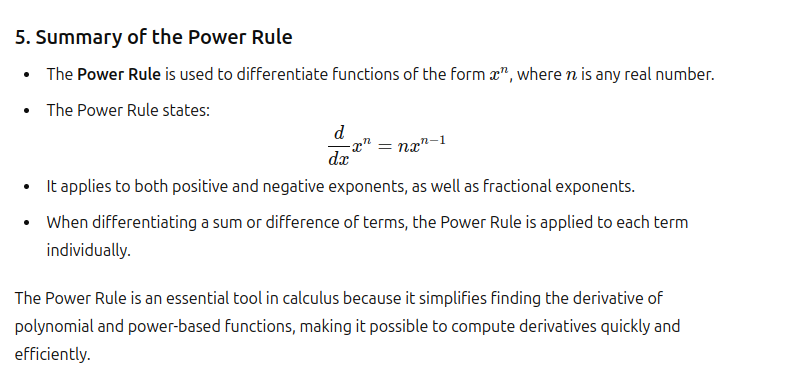 5. Summary of the Power Rule
• The Power Rule is used to differentiate functions of the form xⁿ, where n is any real number.
• The Power Rule states:
d/dx xⁿ = nxⁿ⁻¹
• It applies to both positive and negative exponents, as well as fractional exponents.
• When differentiating a sum or difference of terms, the Power Rule is applied to each term
individually.
The Power Rule is an essential tool in calculus because it simplifies finding the derivative of
polynomial and power-based functions, making it possible to compute derivatives quickly and
efficiently.